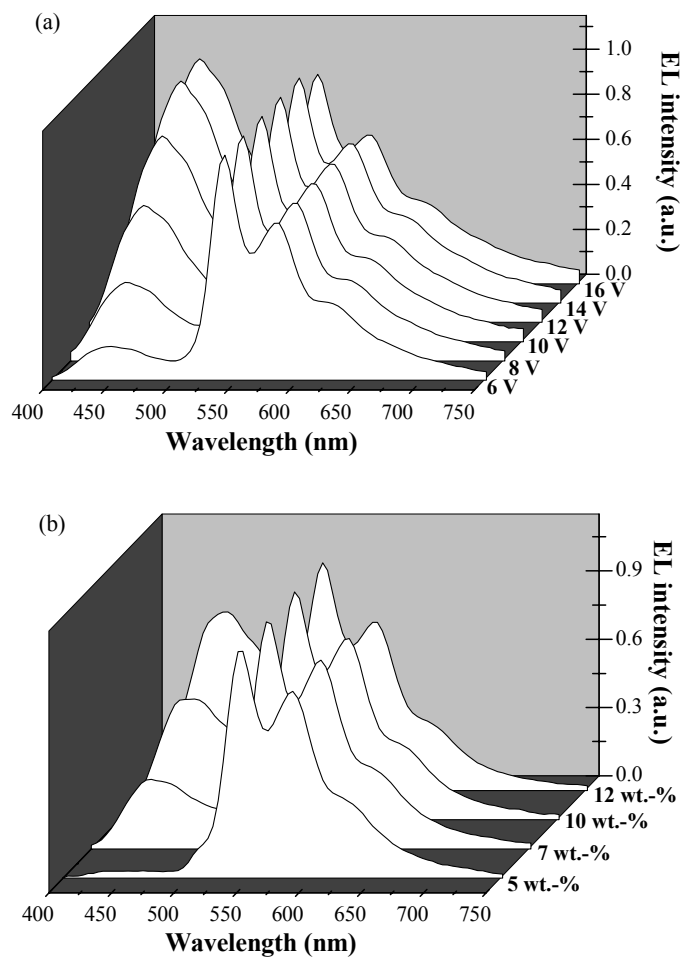 (a)
1.0
0.8
0.6
0.4
0.2
0.0
EL intensity (a.u.)
16 V
14 V
12 V
10 V
8 V
6 V
400 450 500 550 600 650 700 750
Wavelength (nm)
(b)
0.9
0.6
0.3
0.0
EL intensity (a.u.)
12 wt.-%
10 wt.-%
7 wt.-%
5 wt.-%
400 450 500 550 600 650 700 750
Wavelength (nm)